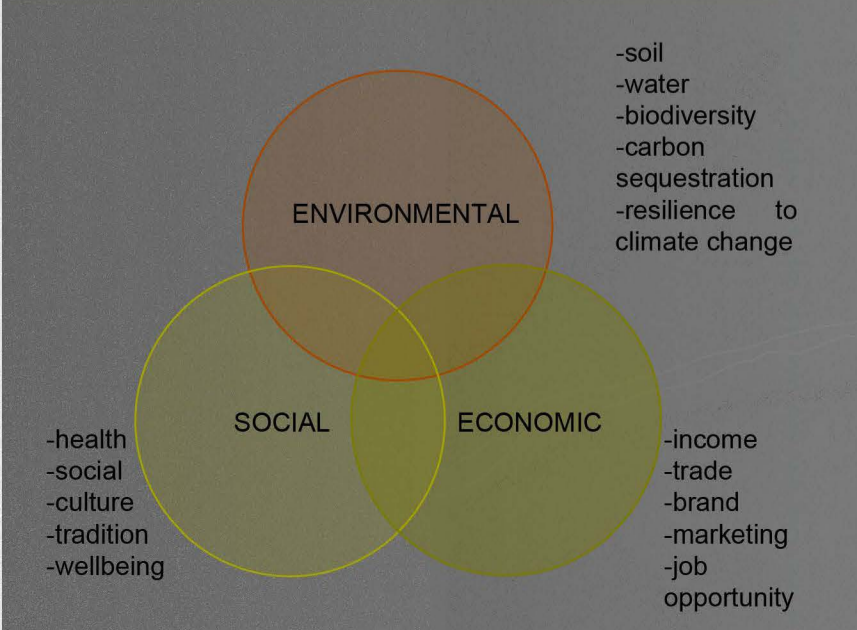 -soil
-water
-biodiversity
-carbon
sequestration
-resilience to
climate change
ENVIRONMENTAL
SOCIAL
ECONOMIC
-health
-social
-culture
-tradition
-wellbeing
-income
-trade
-brand
-marketing
-job
opportunity